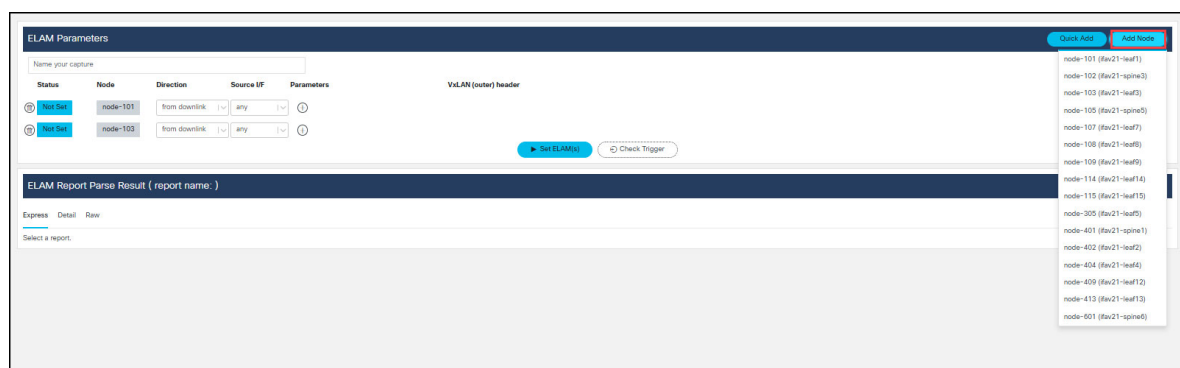 ELAM Parameters
Quick Add
Add Node
Name your capture
Status Node Direction Source I/F Parameters VxLAN (outer) header
Not Set node-101 from downlink any
Not Set node-103 from downlink any
Set ELAM(s) Check Trigger
ELAM Report Parse Result ( report name: )
Express Detail Raw
Select a report.
node-101 (ifav21-leaf1)
node-102 (ifav21-spine3)
node-103 (ifav21-leaf3)
node-105 (ifav21-spine5)
node-107 (ifav21-leaf7)
node-108 (ifav21-leaf8)
node-109 (ifav21-leaf9)
node-114 (ifav21-leaf14)
node-115 (ifav21-leaf15)
node-305 (ifav21-leaf5)
node-401 (ifav21-spine1)
node-402 (ifav21-leaf2)
node-404 (ifav21-leaf4)
node-409 (ifav21-leaf12)
node-413 (ifav21-leaf13)
node-601 (ifav21-spine6)